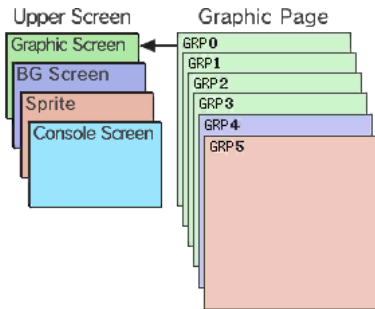 Upper Screen
Graphic Screen
BG Screen
Sprite
Console Screen
Graphic Page
GRP0
GRP1
GRP2
GRP3
GRP4
GRP5